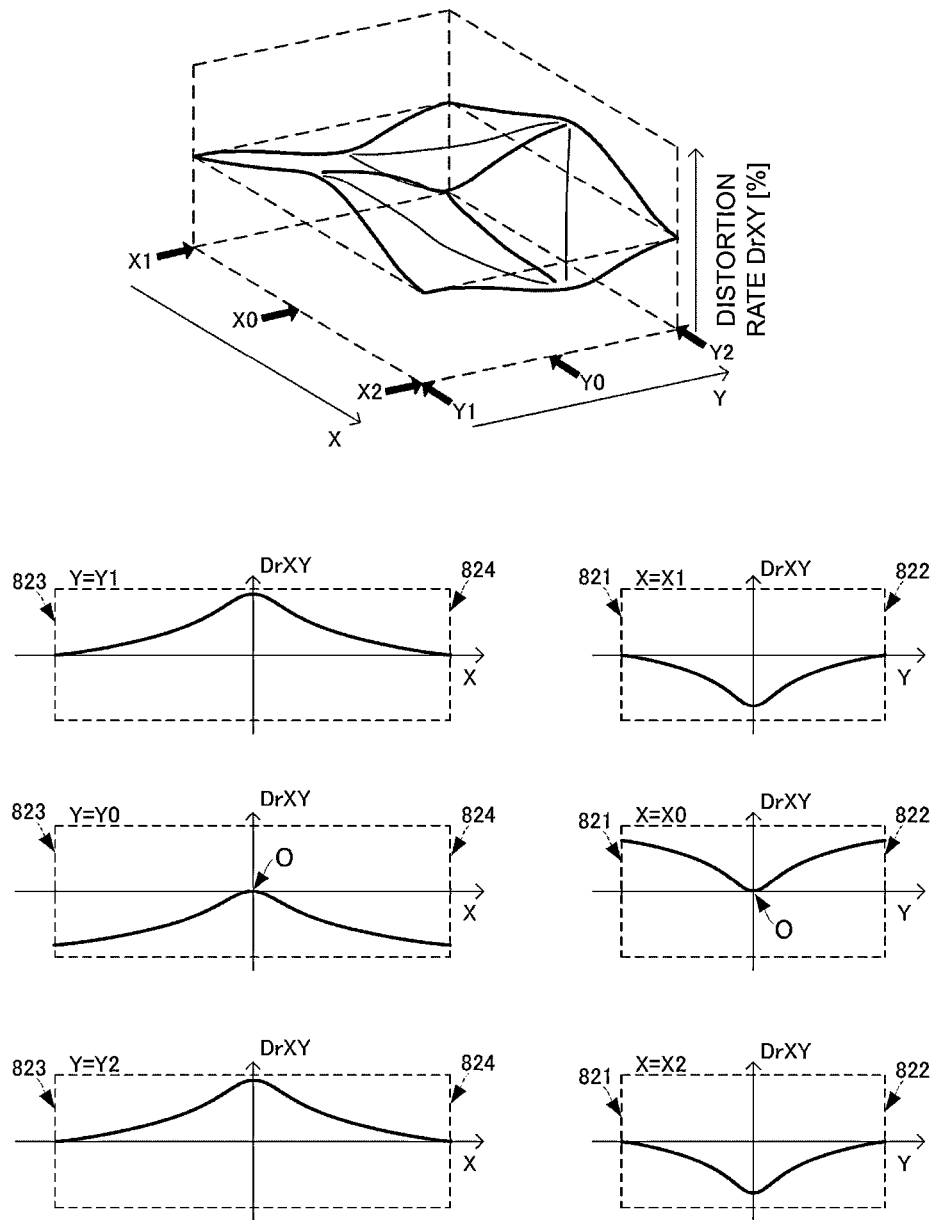 DISTORTION
RATE DrXY [%]
X1
X0
X2
Y1
Y0
Y2
X
Y
823
Y=Y1
DrXY
824
X
821
X=X1
DrXY
822
Y
823
Y=Y0
DrXY
824
O
X
821
X=X0
DrXY
822
O
Y
823
Y=Y2
DrXY
824
X
821
X=X2
DrXY
822
Y